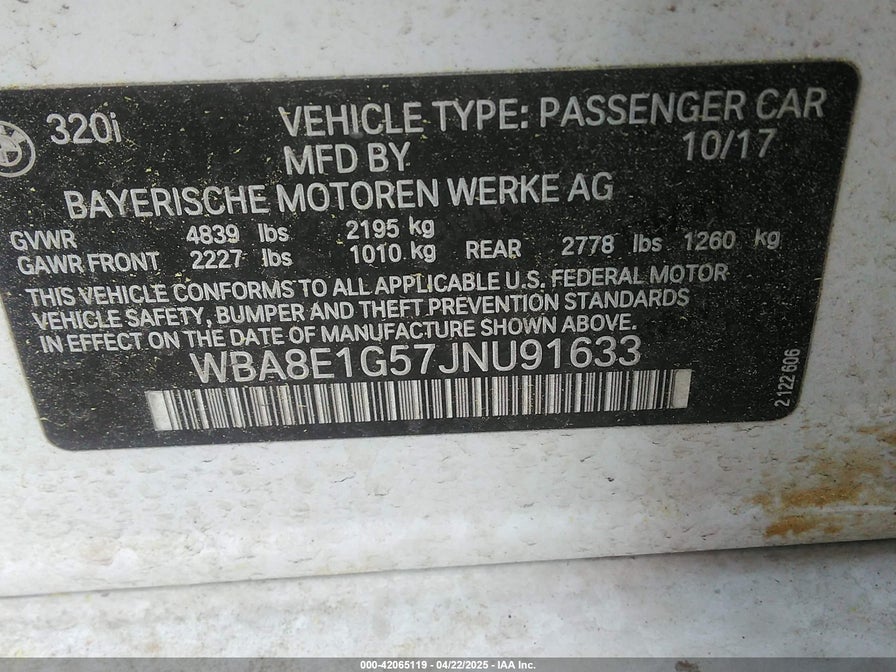 320i
VEHICLE TYPE: PASSENGER CAR
MFD BY 10/17
BAYERISCHE MOTOREN WERKE AG
GVWR 4839 lbs 2195 kg
GAWR FRONT 2227 lbs 1010 kg REAR 2778 lbs 1260 kg
THIS VEHICLE CONFORMS TO ALL APPLICABLE U.S. FEDERAL MOTOR
VEHICLE SAFETY, BUMPER AND THEFT PREVENTION STANDARDS
IN EFFECT ON THE DATE OF MANUFACTURE SHOWN ABOVE.
WBA8E1G57JNU91633
2 122 606
000-42065119 - 04/22/2025 - IAA Inc.